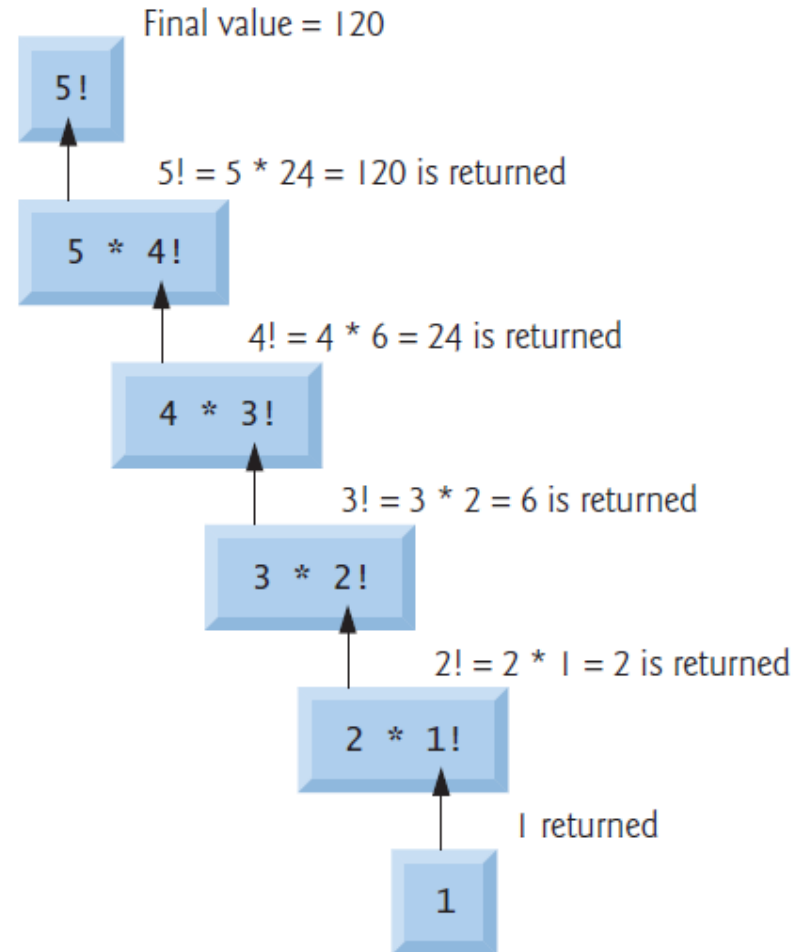 Final value = 120
5!
5! = 5 * 24 = 120 is returned
5 * 4!
4! = 4 * 6 = 24 is returned
4 * 3!
3! = 3 * 2 = 6 is returned
3 * 2!
2! = 2 * 1 = 2 is returned
2 * 1!
1 returned
1